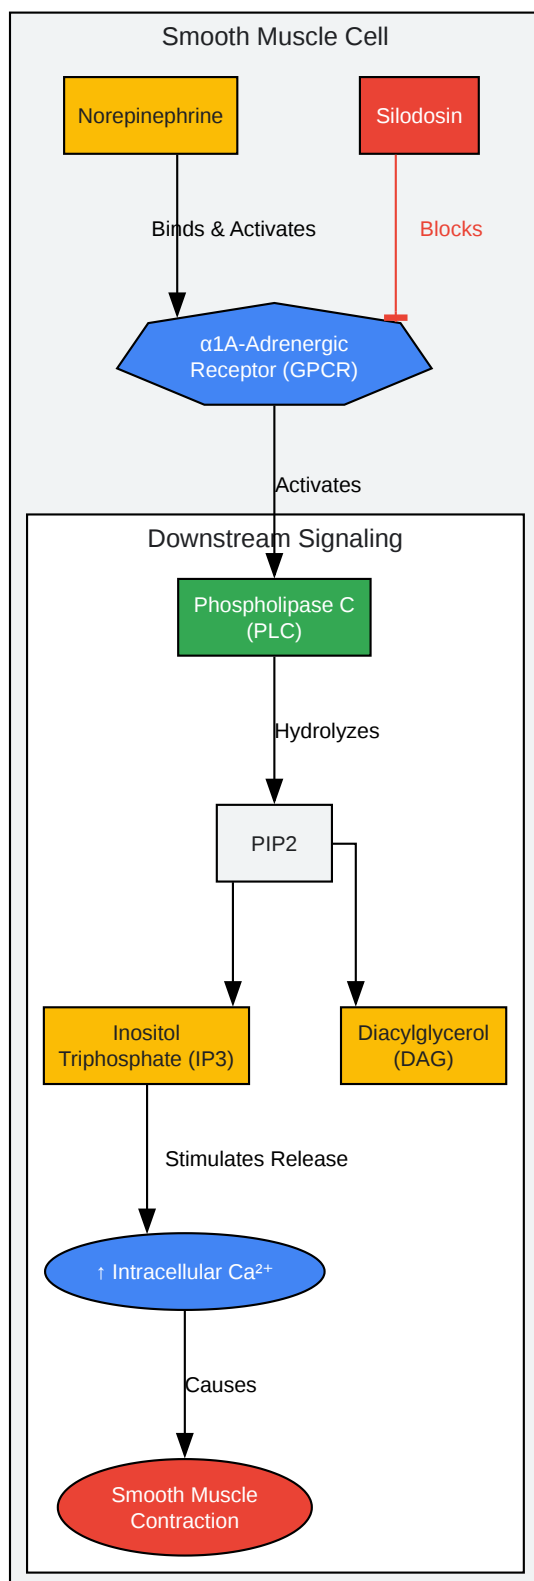 Smooth Muscle Cell
Norepinephrine
Silodosin
Binds & Activates
Blocks
α1A-Adrenergic
Receptor (GPCR)
Activates
Downstream Signaling
Phospholipase C
(PLC)
Hydrolyzes
PIP2
Inositol
Triphosphate (IP3)
Diacylglycerol
(DAG)
Stimulates Release
↑ Intracellular Ca²⁺
Causes
Smooth Muscle
Contraction